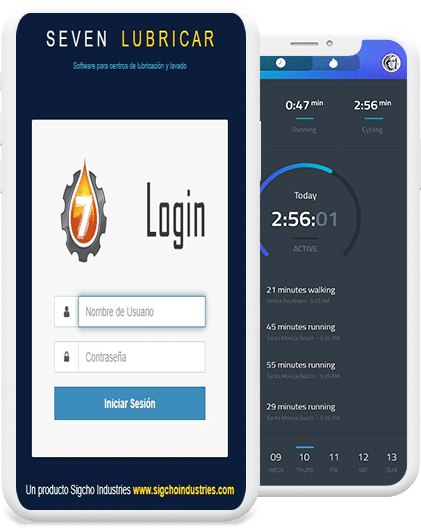 SEVEN LUBRICAR
Software para centros de lubricación y lavado
7
Login
Nombre de Usuario
Contraseña
Iniciar Sesión
Un producto Sigcho Industries www.sigchoindustries.com
0:47 min
Running
2:56 min
Cycling
Today
2:56:01
ACTIVE
21 minutes walking
Venice Boulevard - 5:15 AM
45 minutes running
Santa Monica Beach - 5:36 AM
55 minutes running
Santa Monica Beach - 5:36 AM
29 minutes running
Santa Monica Beach - 5:36 AM
09 10 11 12 13
WEDS THURS FRI SAT SUN